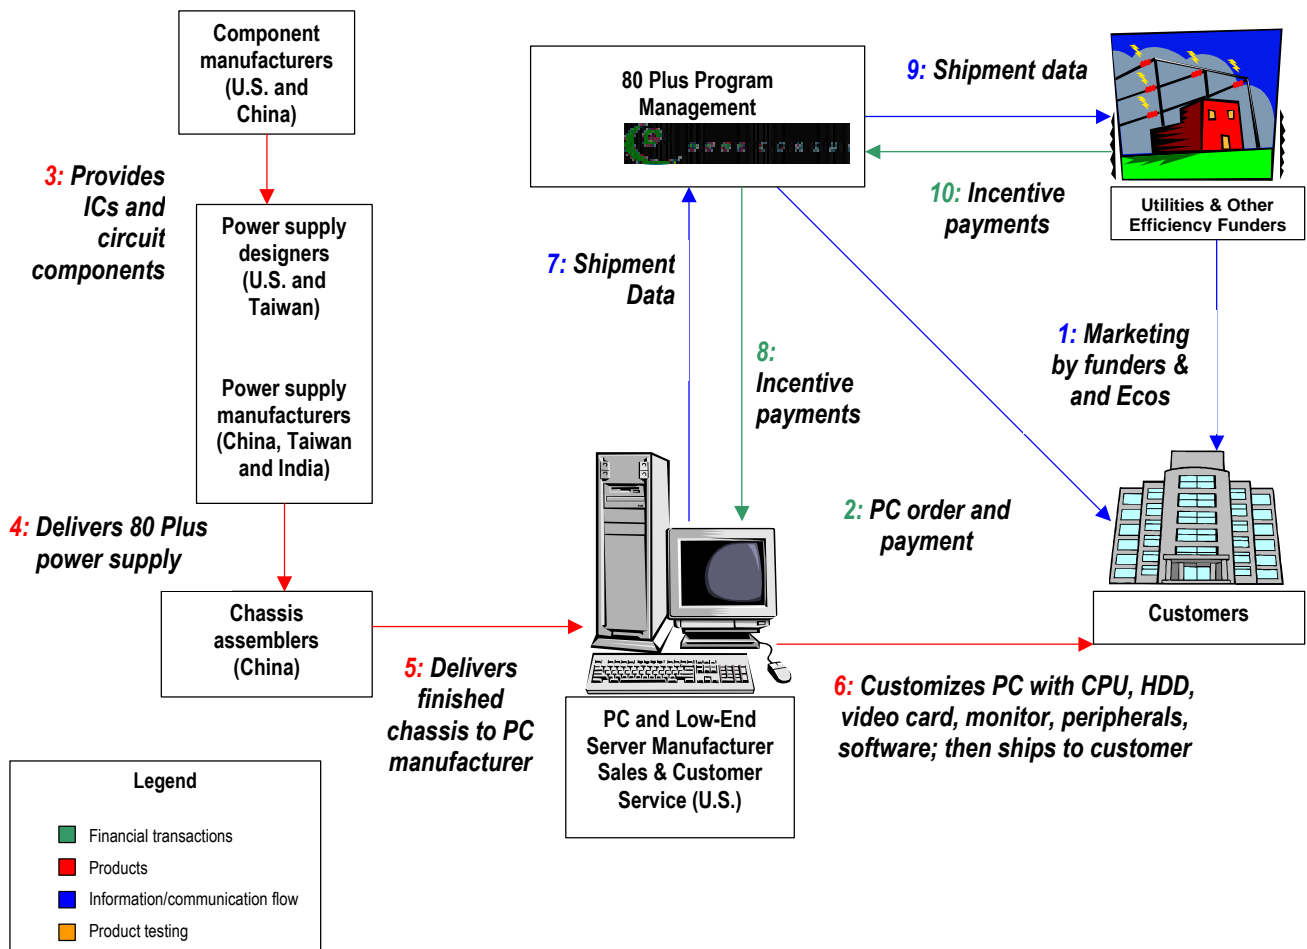 Component
manufacturers
(U.S. and
China)
3: Provides
ICs and
circuit
components
Power supply
designers
(U.S. and
Taiwan)
Power supply
manufacturers
(China, Taiwan
and India)
4: Delivers 80 Plus
power supply
Chassis
assemblers
(China)
5: Delivers
finished
chassis to PC
manufacturer
80 Plus Program
Management
7: Shipment
Data
8:
Incentive
payments
9: Shipment data
10: Incentive
payments
Utilities & Other
Efficiency Funders
1: Marketing
by funders &
and Ecos
2: PC order and
payment
Customers
6: Customizes PC with CPU, HDD,
video card, monitor, peripherals,
software; then ships to customer
PC and Low-End
Server Manufacturer
Sales & Customer
Service (U.S.)
Legend
Financial transactions
Products
Information/communication flow
Product testing